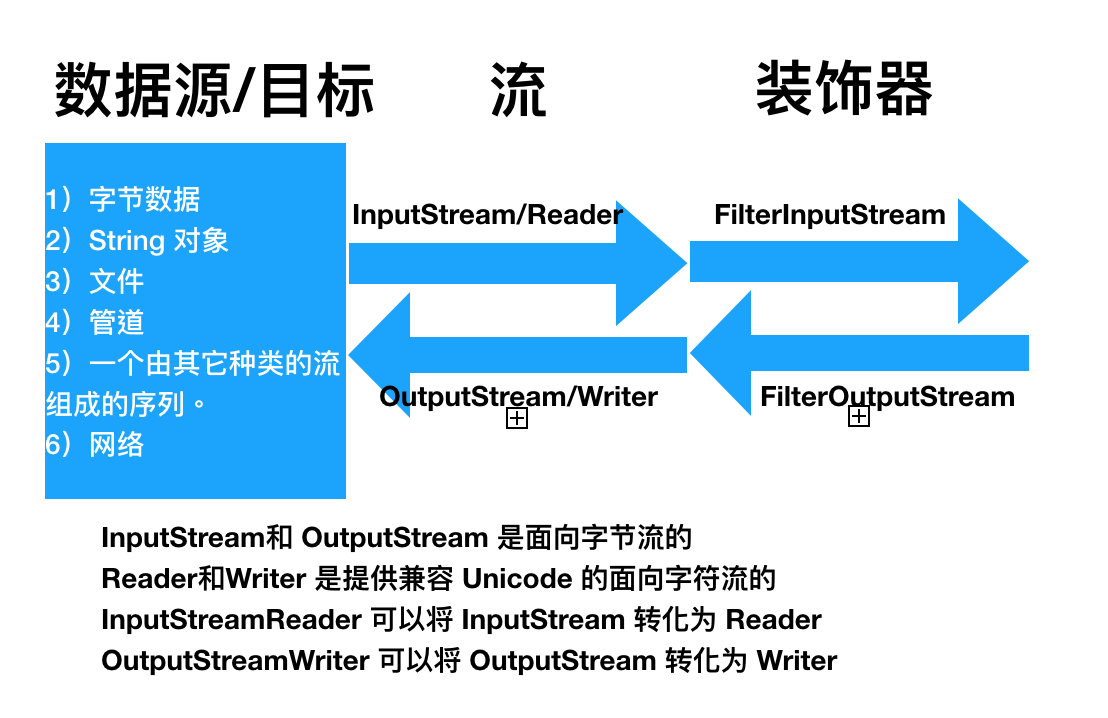 数据源/目标
流
装饰器
1）字节数据
2）String 对象
3）文件
4）管道
5）一个由其它种类的流
组成的序列。
6）网络
InputStream/Reader
FilterInputStream
OutputStream/Writer
FilterOutputStream
InputStream和 OutputStream 是面向字节流的
Reader和Writer 是提供兼容 Unicode 的面向字符流的
InputStreamReader 可以将 InputStream 转化为 Reader
OutputStreamWriter 可以将 OutputStream 转化为 Writer